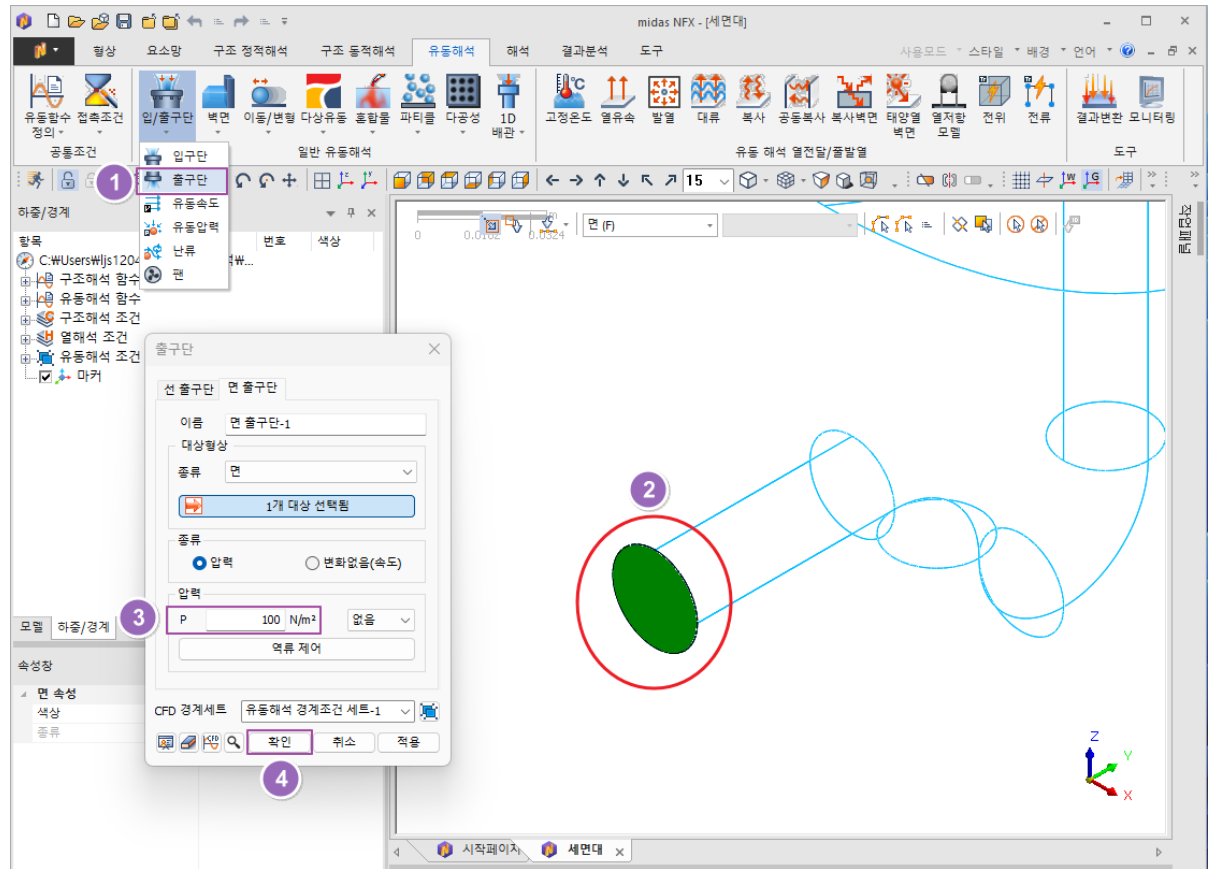 midas NFX - [세면대]
형상 요소망 구조 정적해석 구조 동적해석 유동해석 해석 결과분석 도구 사용모드 스타일 배경 언어
유동함수 정의 접촉조건 입/출구단 벽면 이동/변형 다상유동 혼합물 파티클 다공성 1D 배관 고정온도 열유속 발열 대류 복사 공동복사 복사벽면 태양열 벽면 열저항 모델 전위 전류 결과변환 모니터링
공통조건 일반 유동해석 유동 해석 열전달/줄발열 도구
입구단
1 출구단
유동속도
유동압력
난류
팬
15
하중/경계
항목 번호 색상
C:₩Users₩ljs1204
₩...
구조해석 함수
유동해석 함수
구조해석 조건
열해석 조건
유동해석 조건
마커
0 0.0162 0.0324
면 (F)
작업패널
출구단
선 출구단 면 출구단
이름 면 출구단-1
대상형상
종류 면
1개 대상 선택됨
종류
압력 변화없음(속도)
압력
3 P 100 N/m² 없음
역류 제어
CFD 경계세트 유동해석 경계조건 세트-1
확인 취소 적용
4
2
모델 하중/경계
속성창
면 속성
색상
종류
Z
Y
X
시작페이지 세면대